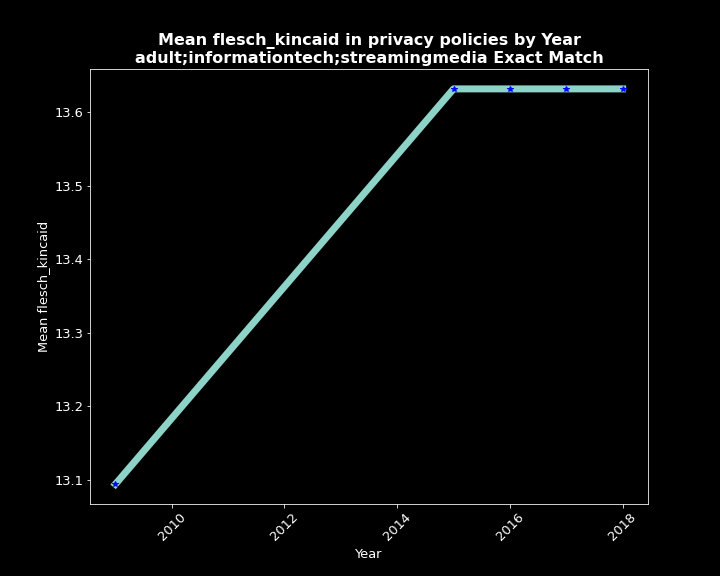 Mean flesch_kincaid in privacy policies by Year
adult;informationtech;streamingmedia Exact Match
13.6
13.5
13.4
13.3
13.2
13.1
Mean flesch_kincaid
2010
2012
2014
2016
2018
Year